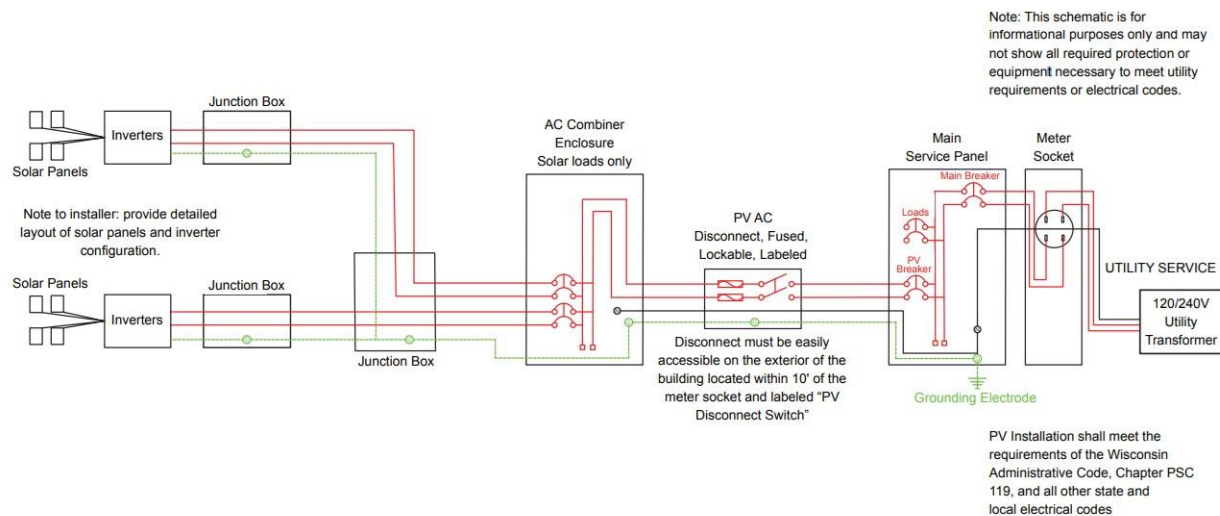 Note: This schematic is for
informational purposes only and may
not show all required protection or
equipment necessary to meet utility
requirements or electrical codes.
Junction Box
Inverters
Solar Panels
AC Combiner
Enclosure
Solar loads only
Main
Service Panel
Meter
Socket
Main Breaker
Loads
PV
Breaker
Note to installer: provide detailed
layout of solar panels and inverter
configuration.
PV AC
Disconnect, Fused,
Lockable, Labeled
Solar Panels
Junction Box
Inverters
Junction Box
UTILITY SERVICE
120/240V
Utility
Transformer
Disconnect must be easily
accessible on the exterior of the
building located within 10' of the
meter socket and labeled “PV
Disconnect Switch”
Grounding Electrode
PV Installation shall meet the
requirements of the Wisconsin
Administrative Code, Chapter PSC
119, and all other state and
local electrical codes